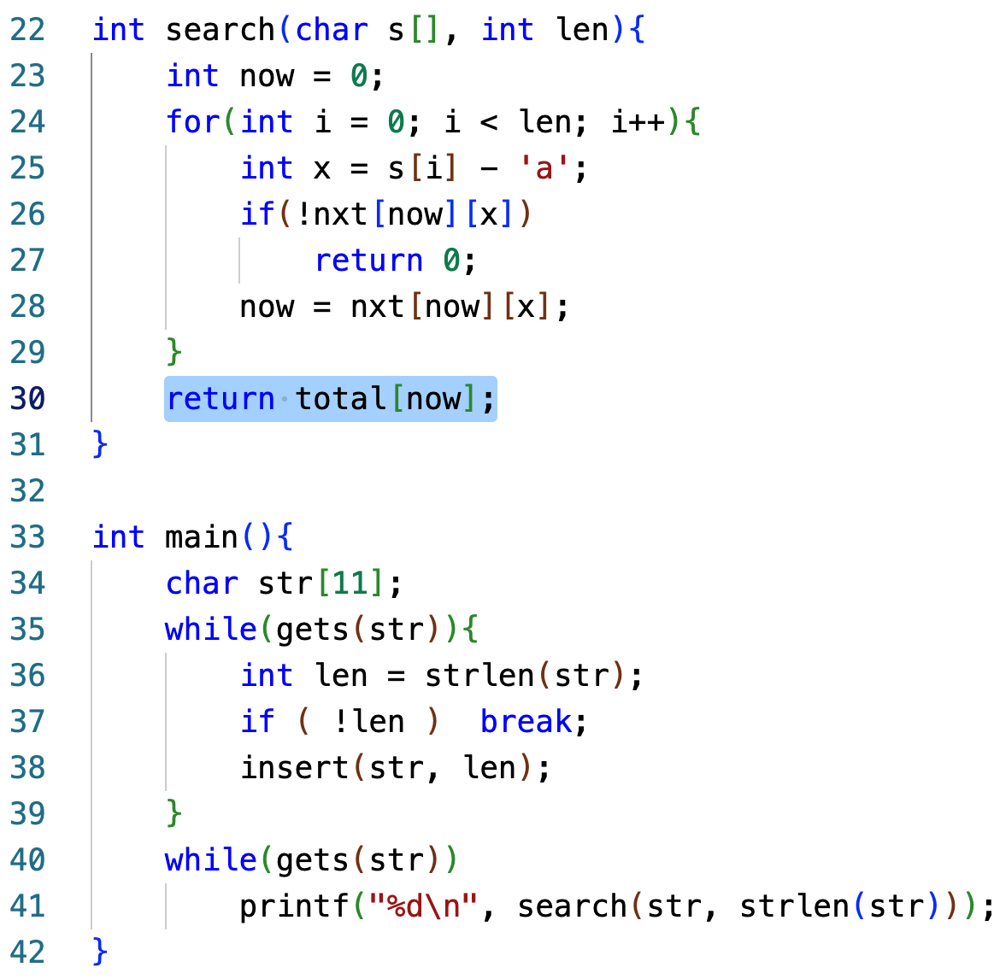 22 int search(char s[], int len){
23     int now = 0;
24     for(int i = 0; i < len; i++){
25         int x = s[i] - 'a';
26         if(!nxt[now][x])
27             return 0;
28         now = nxt[now][x];
29     }
30     return·total[now];
31 }
32
33 int main(){
34     char str[11];
35     while(gets(str)){
36         int len = strlen(str);
37         if ( !len )  break;
38         insert(str, len);
39     }
40     while(gets(str))
41         printf("%d\n", search(str, strlen(str)));
42 }